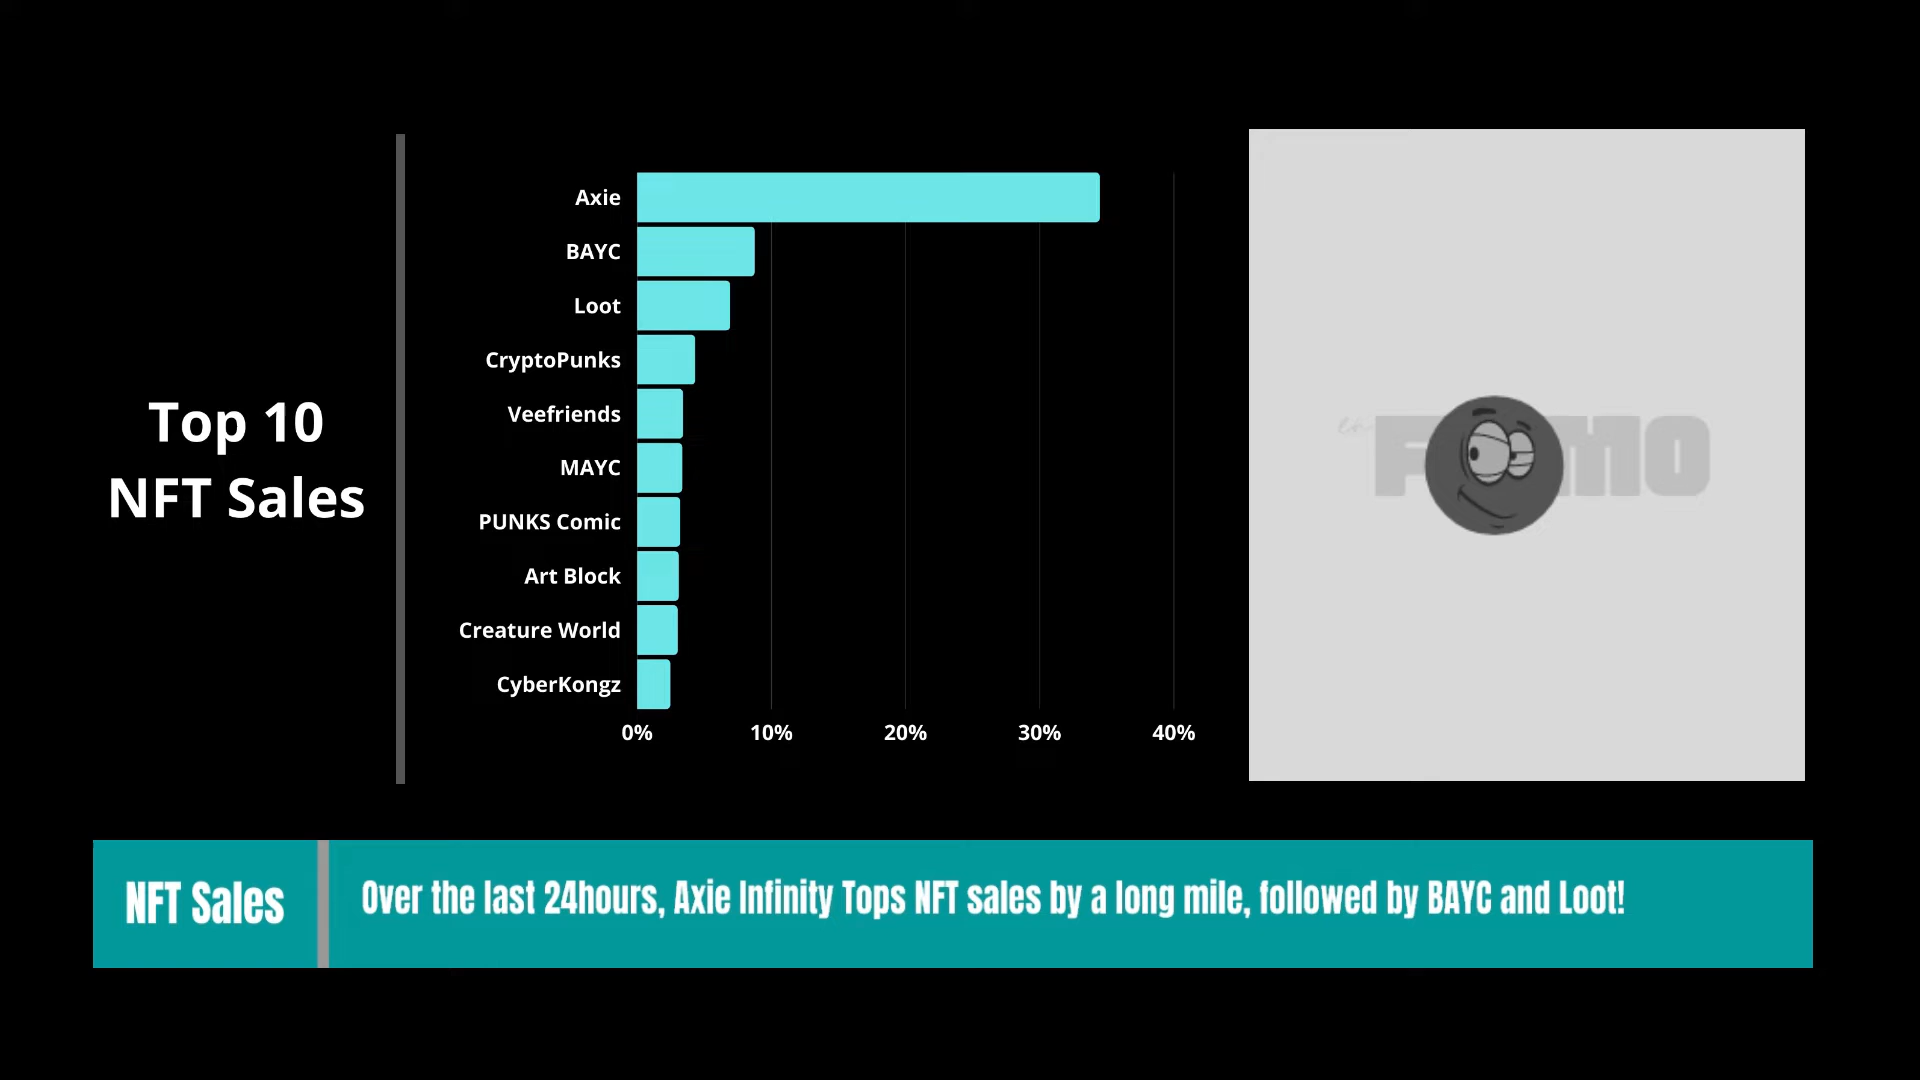 Top 10
NFT Sales
Axie
BAYC
Loot
CryptoPunks
Veefriends
MAYC
PUNKS Comic
Art Block
Creature World
CyberKongz
0% 10% 20% 30% 40%
NFT Sales
Over the last 24hours, Axie Infinity Tops NFT sales by a long mile, followed by BAYC and Loot!